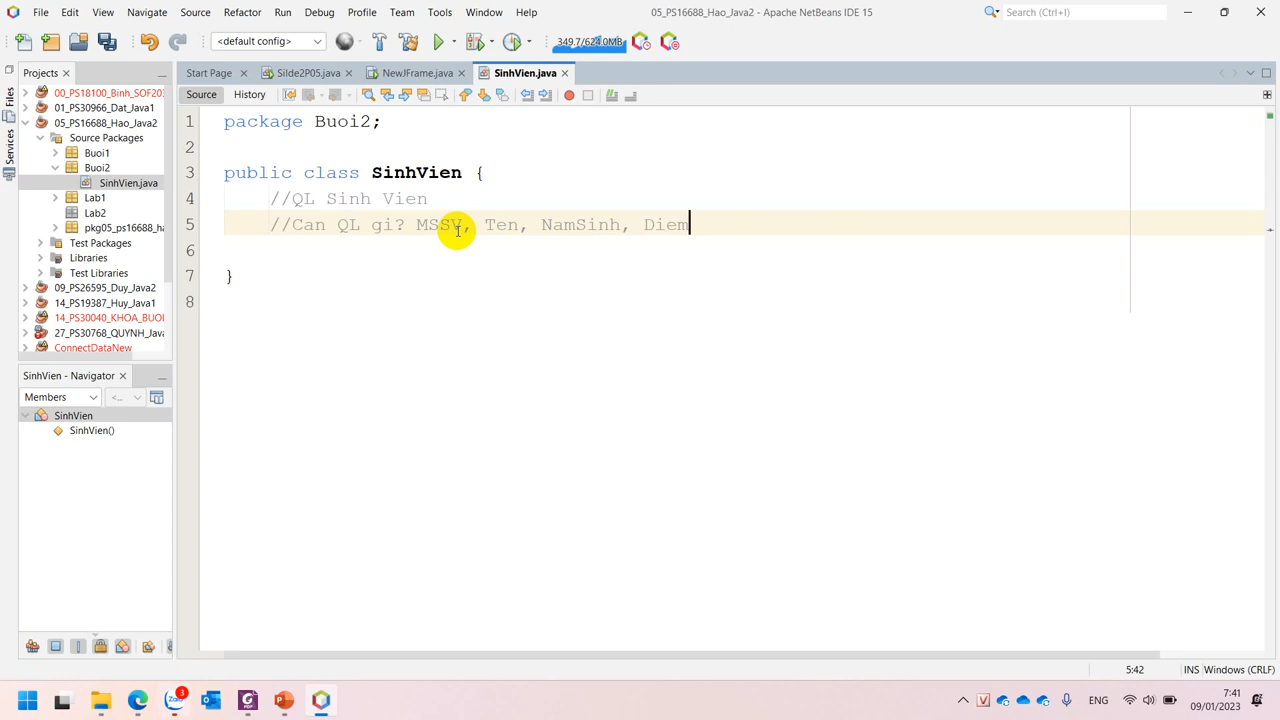 File Edit View Navigate Source Refactor Run Debug Profile Team Tools Window Help
05_PS16688_Hao_Java2 - Apache NetBeans IDE 15
Search (Ctrl+I)
<default config>
349.7/624.0MB
Projects
Start Page
Silde2P05.java
NewJFrame.java
SinhVien.java
Source
History
Files
Services
00_PS18100_Binh_SOF203
01_PS30966_Dat_Java1
05_PS16688_Hao_Java2
Source Packages
Buoi1
Buoi2
SinhVien.java
Lab1
Lab2
pkg05_ps16688_ha
Test Packages
Libraries
Test Libraries
09_PS26595_Duy_Java2
14_PS19387_Huy_Java1
14_PS30040_KHOA_BUOI
27_PS30768_QUYNH_Java
ConnectDataNew
1 package Buoi2;
2
3 public class SinhVien {
4 //QL Sinh Vien
5 //Can QL gi? MSSV, Ten, NamSinh, Diem
6
7 }
8
SinhVien - Navigator
Members
SinhVien
SinhVien()
5:42
INS
Windows (CRLF)
Zalo
3
ENG
7:41
09/01/2023